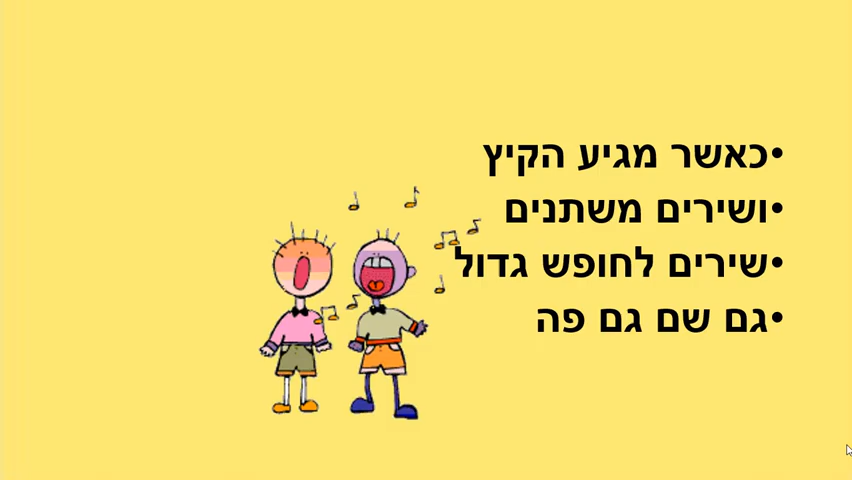 •כאשר מגיע הקיץ
•ושירים משתנים
•שירים לחופש גדול
•גם שם גם פה